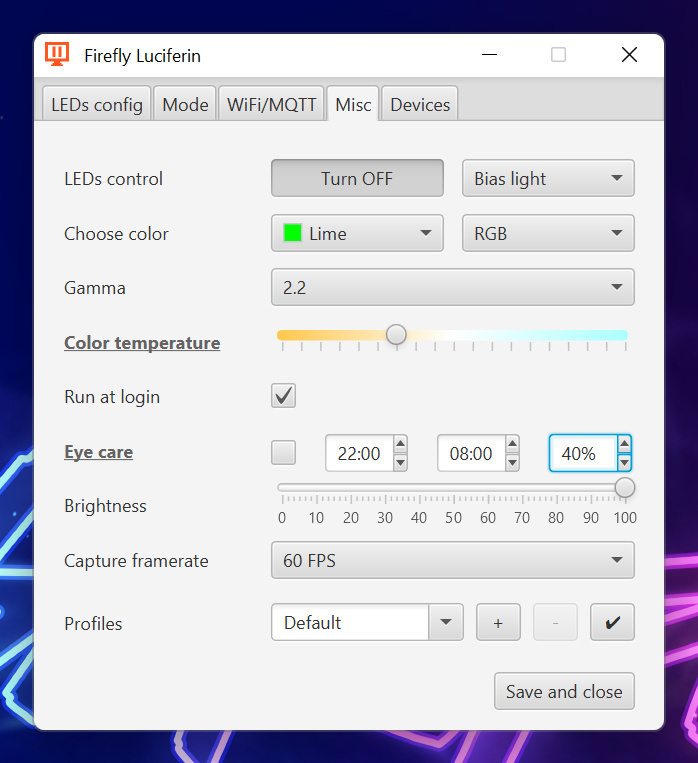 Firefly Luciferin
LEDs config Mode WiFi/MQTT Misc Devices
LEDs control Turn OFF Bias light
Choose color Lime RGB
Gamma 2.2
Color temperature
Run at login
Eye care 22:00 08:00 40%
Brightness
0 10 20 30 40 50 60 70 80 90 100
Capture framerate 60 FPS
Profiles Default + - ✔
Save and close